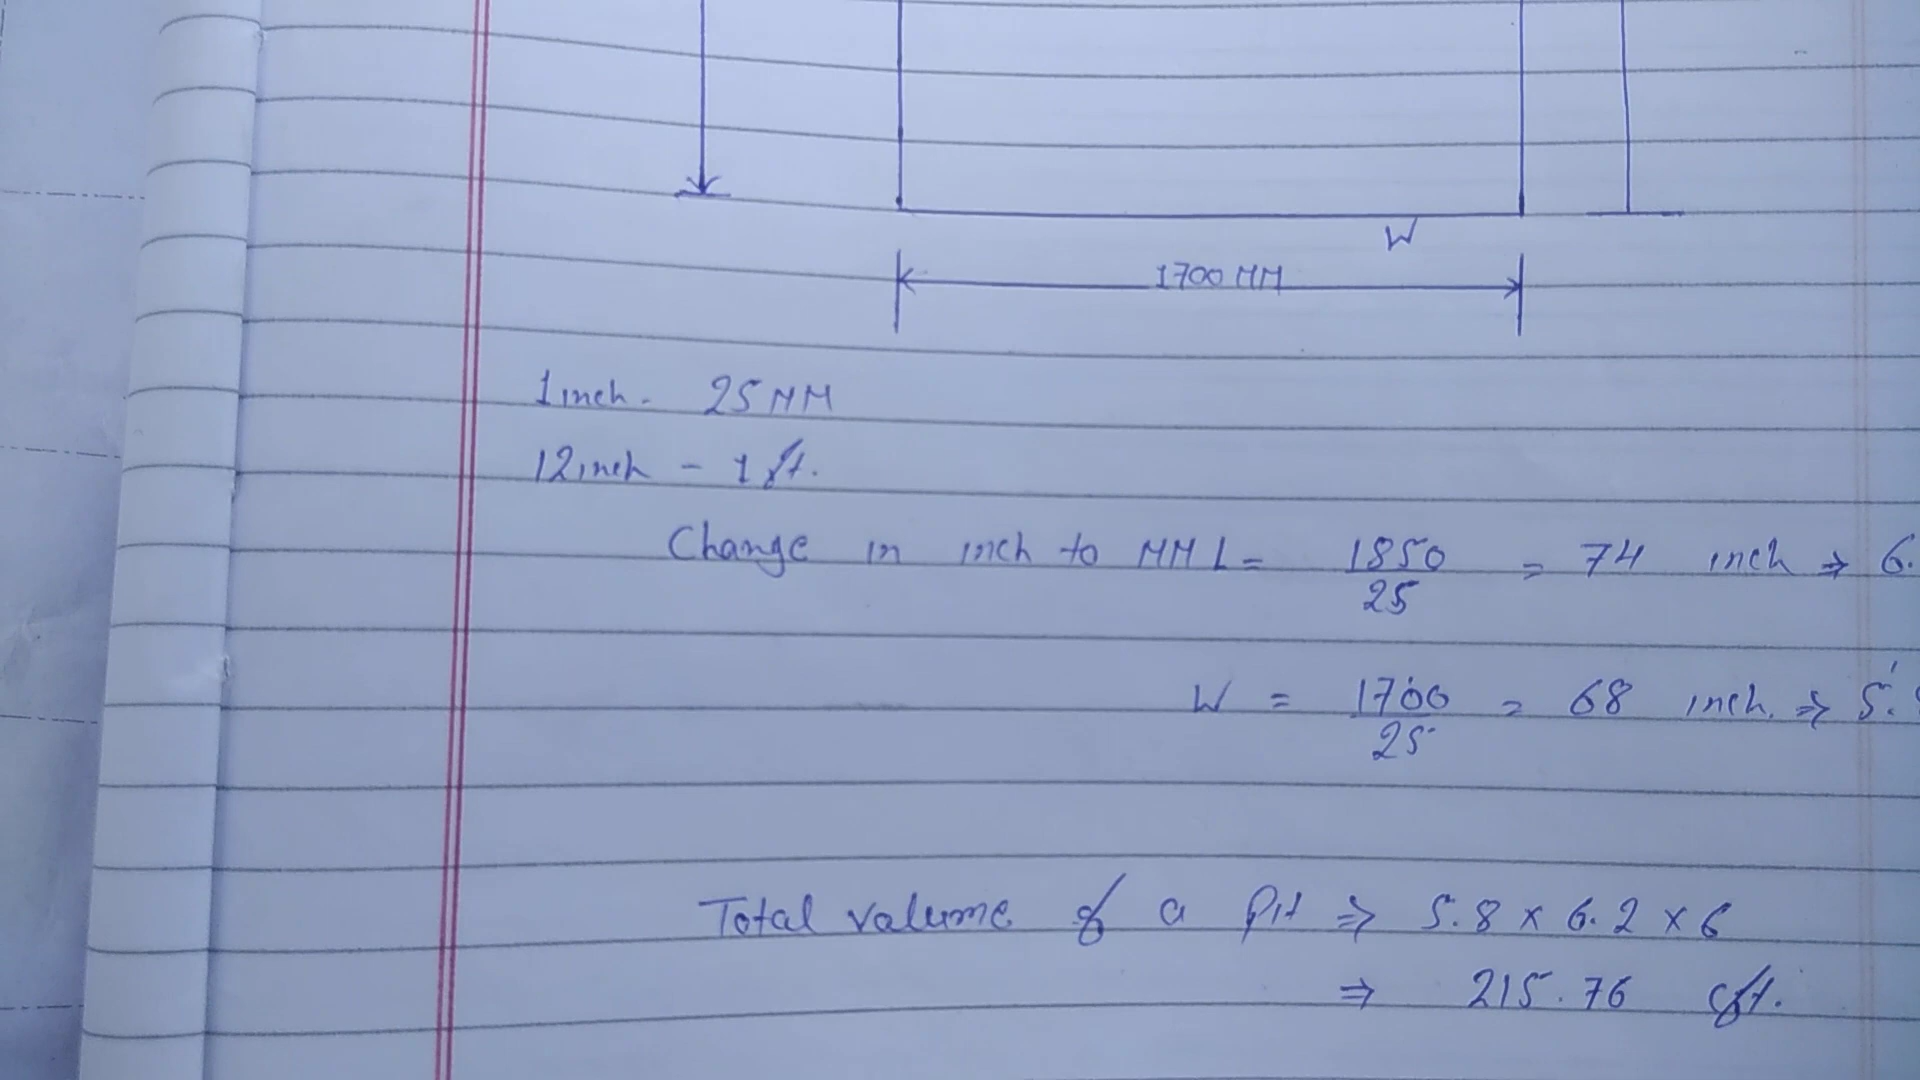 W
1700 MM
1 inch - 25 MM
12 inch - 1 ft.
Change in inch to MM L = 1850/25 = 74 inch ⇒ 6.
W = 1700/25 = 68 inch. ⇒ 5.
Total valume of a Pit ⇒ 5.8 x 6.2 x 6
⇒ 215.76 cft.